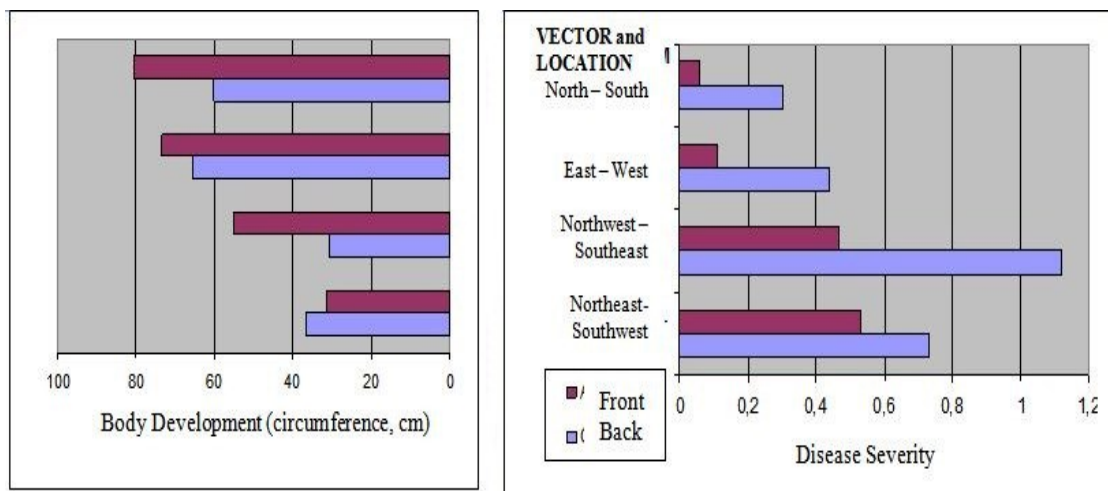 100 80 60 40 20 0
Body Development (circumference, cm)
VECTOR and
LOCATION
North – South
East – West
Northwest –
Southeast
Northeast-
Southwest
Front
Back
0 0,2 0,4 0,6 0,8 1 1,2
Disease Severity